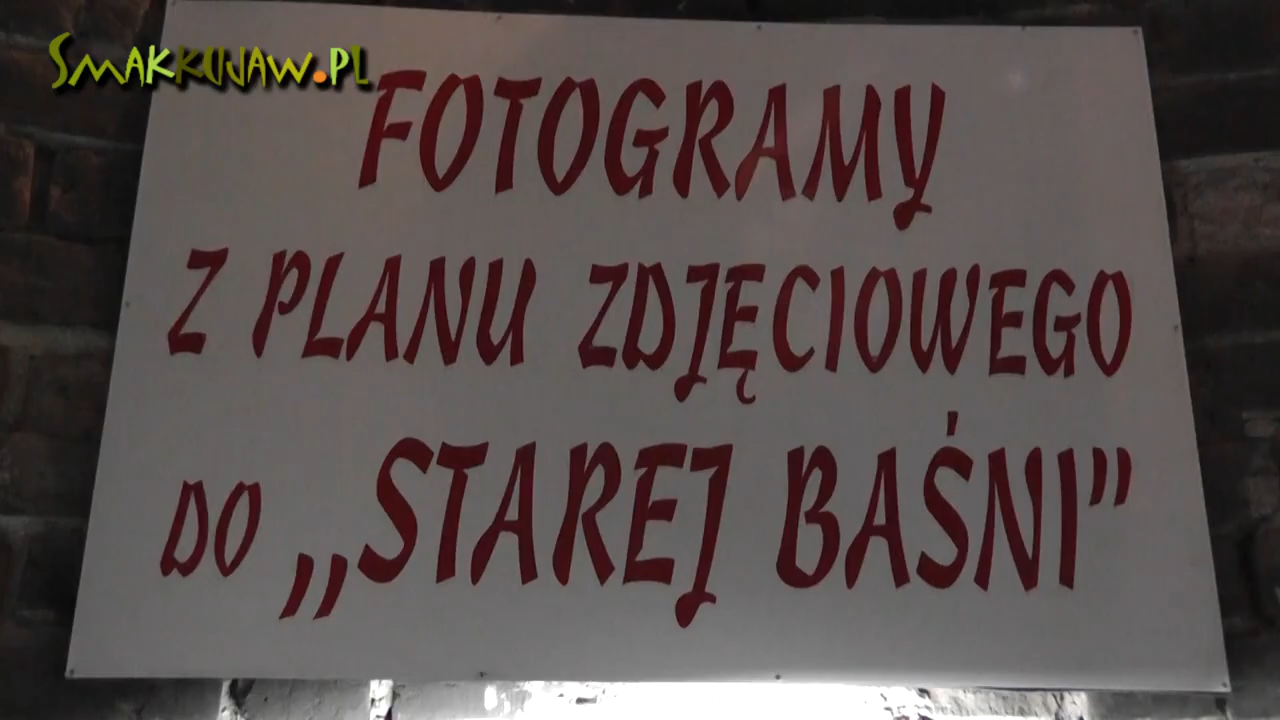 SMAKKUJAW.PL
FOTOGRAMY
Z PLANU ZDJĘCIOWEGO
DO ,,STAREJ BAŚNI"